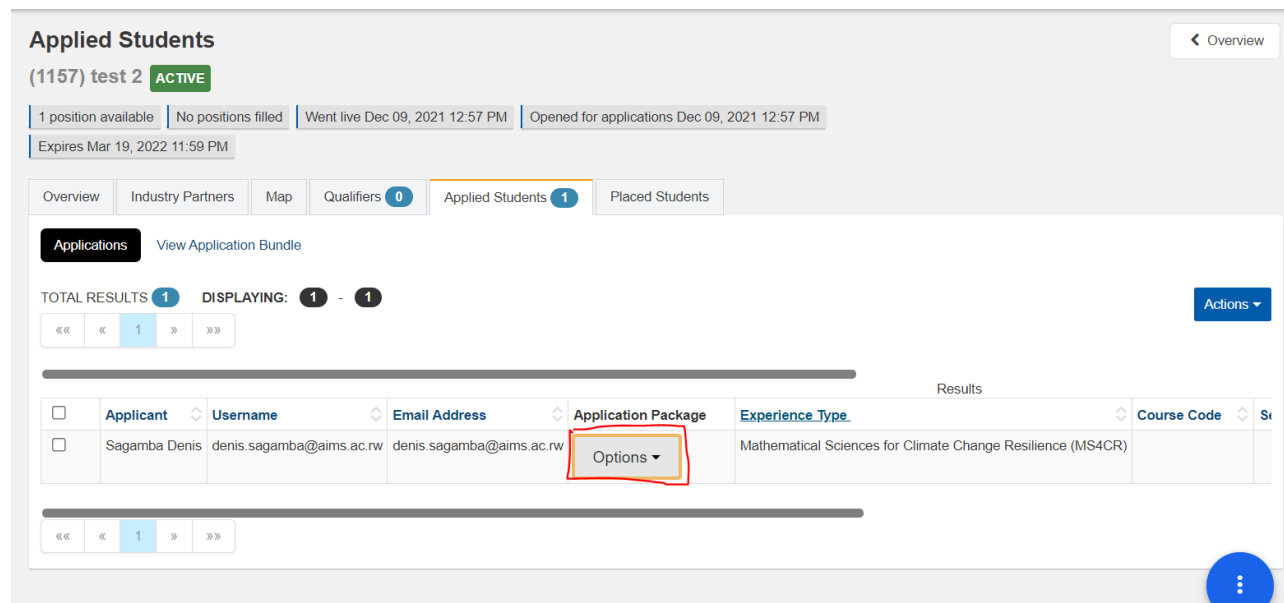 Applied Students
Overview
(1157) test 2 ACTIVE
1 position available No positions filled Went live Dec 09, 2021 12:57 PM Opened for applications Dec 09, 2021 12:57 PM
Expires Mar 19, 2022 11:59 PM
Overview Industry Partners Map Qualifiers 0 Applied Students 1 Placed Students
Applications View Application Bundle
TOTAL RESULTS 1 DISPLAYING: 1 - 1
Actions
«« « 1 » »»
Results
Applicant Username Email Address Application Package Experience Type Course Code Se
Sagamba Denis denis.sagamba@aims.ac.rw denis.sagamba@aims.ac.rw Options Mathematical Sciences for Climate Change Resilience (MS4CR)
«« « 1 » »»